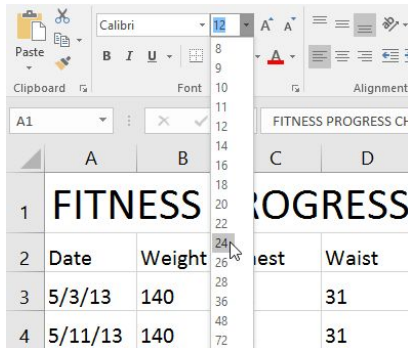 Calibri 12 A A
Paste B I U A
Clipboard Font Alignment
8
9
10
11
12
14
16
18
20
22
24
26
28
36
48
72
A1 FITNESS PROGRESS CH
A B C D
1 FITNESS ROGRESS
2 Date Weight est Waist
3 5/3/13 140 31
4 5/11/13 140 31